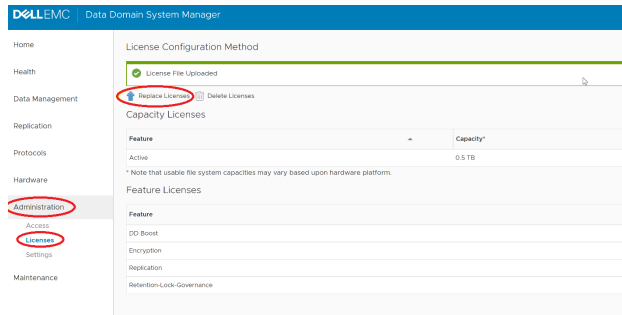 DELLEMC Data Domain System Manager
Home
Health
Data Management
Replication
Protocols
Hardware
Administration
Access
Licenses
Settings
Maintenance
License Configuration Method
License File Uploaded
Replace Licenses Delete Licenses
Capacity Licenses
Feature Capacity*
Active 0.5 TB
* Note that usable file system capacities may vary based upon hardware platform.
Feature Licenses
Feature
DD Boost
Encryption
Replication
Retention-Lock-Governance